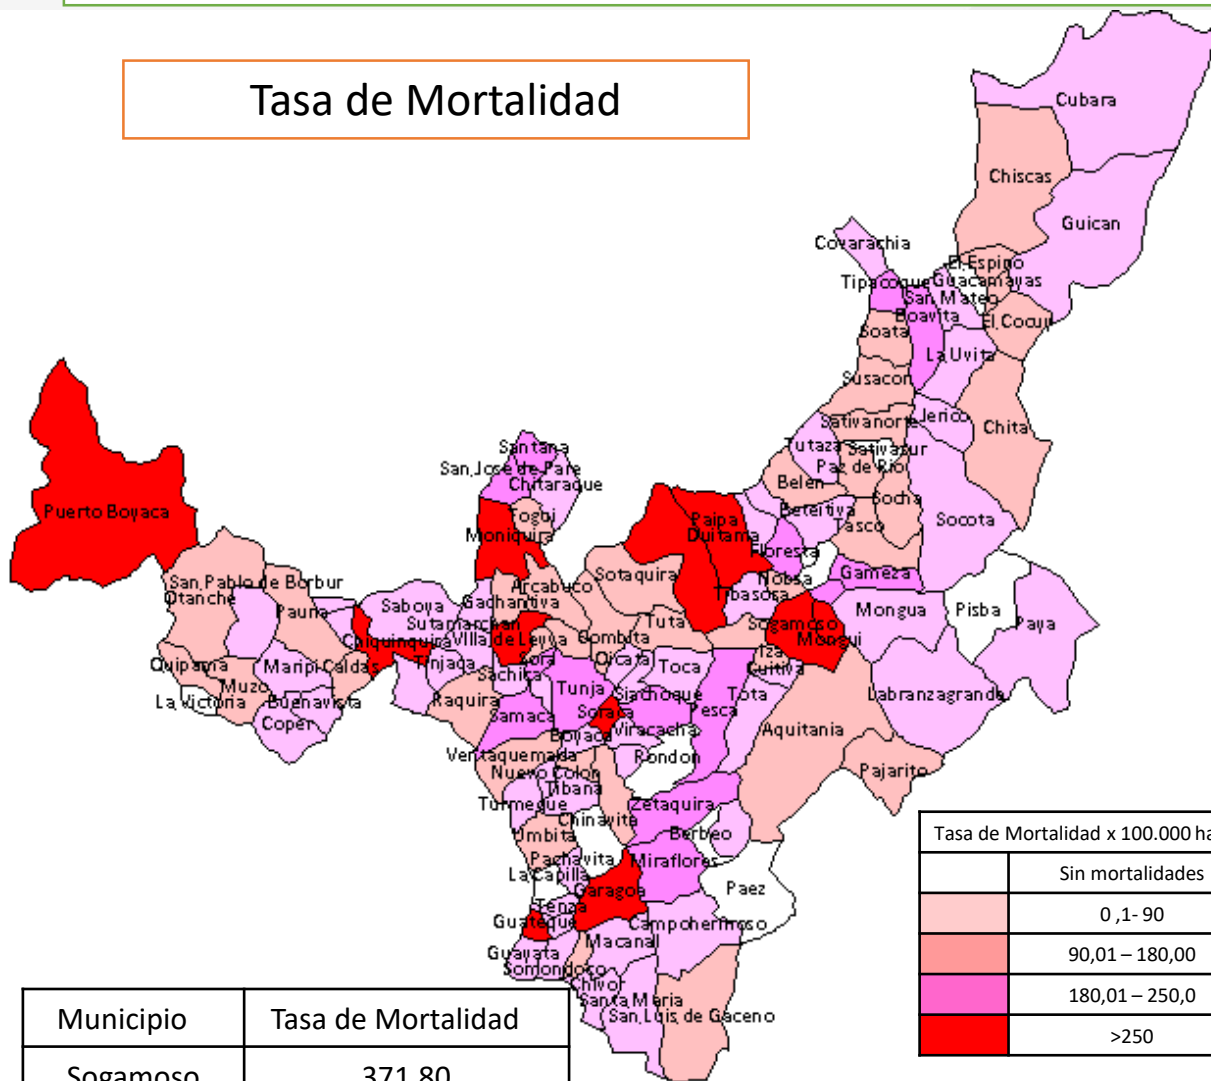 Tasa de Mortalidad
Cubara
Chiscas
Guican
Covarachia
El Espino
Tipacoque
Guacamayas
San Mateo
Boavita
El Cocuy
Soata
La Uvita
Susacon
Jerico
Sativanorte
Chita
Tutaza
Sativasur
Paz de Rio
Belen
Socha
Beteitiva
Tasco
Socota
Santana
San Jose de Pare
Chitaraque
Togui
Moniquira
Puerto Boyaca
Paipa
Duitama
Floresta
Nobsa
Gameza
Tibasosa
Mongua
Pisba
Paya
Sogamoso
Mongui
San Pablo de Borbur
Otanche
Pauna
Saboya
Gachantiva
Arcabuco
Sotaquira
Sutamarchan
Tuta
Chiquinquira
Villa de Leyva
Combita
Iza
Cuitiva
Quipama
Maripi
Caldas
Tinjaca
Sora
Oicata
Toca
Sachica
Tota
Labranzagrande
Muzo
La Victoria
Buenavista
Raquira
Tunja
Siachoque
Pesca
Coper
Samaca
Soraca
Viracacha
Aquitania
Boyaca
Ventaquemada
Rondon
Pajarito
Nuevo Colon
Tibana
Turmeque
Zetaquira
Chinavita
Umbita
Berbeo
Pachavita
Miraflores
La Capilla
Garagoa
Paez
Tenza
Guateque
Campohermoso
Guayata
Macanal
Somondoco
Chivor
Santa Maria
San Luis de Gaceno
Tasa de Mortalidad x 100.000 ha
Sin mortalidades
0 ,1- 90
90,01 – 180,00
180,01 – 250,0
>250
Municipio Tasa de Mortalidad
Sogamoso 371,80